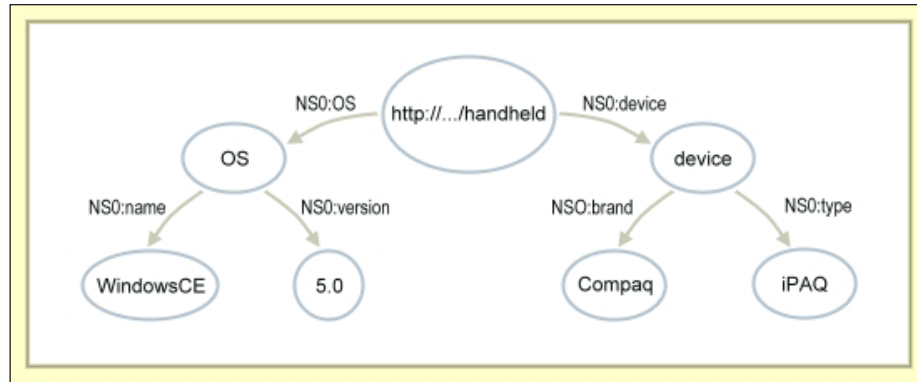 NS0:OS
http://.../handheld
NS0:device
OS
device
NS0:name
NS0:version
NSO:brand
NS0:type
WindowsCE
5.0
Compaq
iPAQ